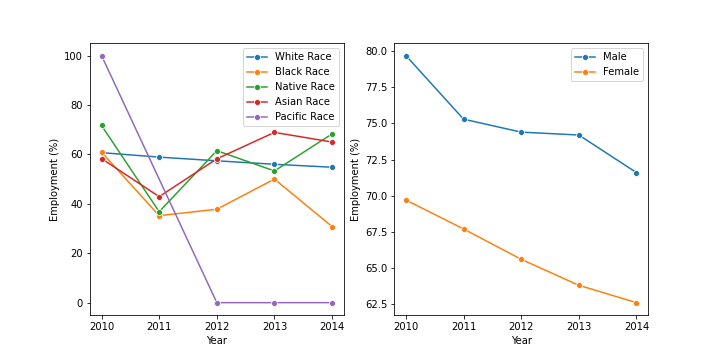 100
80
60
40
20
0
Employment (%)
2010 2011 2012 2013 2014
Year
White Race
Black Race
Native Race
Asian Race
Pacific Race
80.0
77.5
75.0
72.5
70.0
67.5
65.0
62.5
Employment (%)
2010 2011 2012 2013 2014
Year
Male
Female